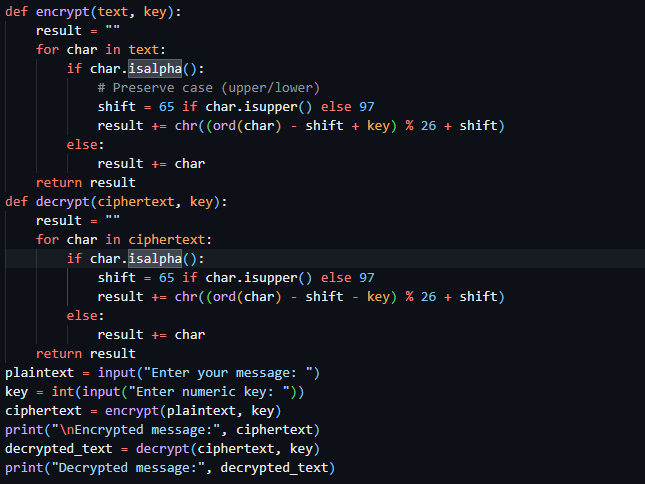 def encrypt(text, key):
    result = ""
    for char in text:
        if char.isalpha():
            # Preserve case (upper/lower)
            shift = 65 if char.isupper() else 97
            result += chr((ord(char) - shift + key) % 26 + shift)
        else:
            result += char
    return result
def decrypt(ciphertext, key):
    result = ""
    for char in ciphertext:
        if char.isalpha():
            shift = 65 if char.isupper() else 97
            result += chr((ord(char) - shift - key) % 26 + shift)
        else:
            result += char
    return result
plaintext = input("Enter your message: ")
key = int(input("Enter numeric key: "))
ciphertext = encrypt(plaintext, key)
print("\nEncrypted message:", ciphertext)
decrypted_text = decrypt(ciphertext, key)
print("Decrypted message:", decrypted_text)